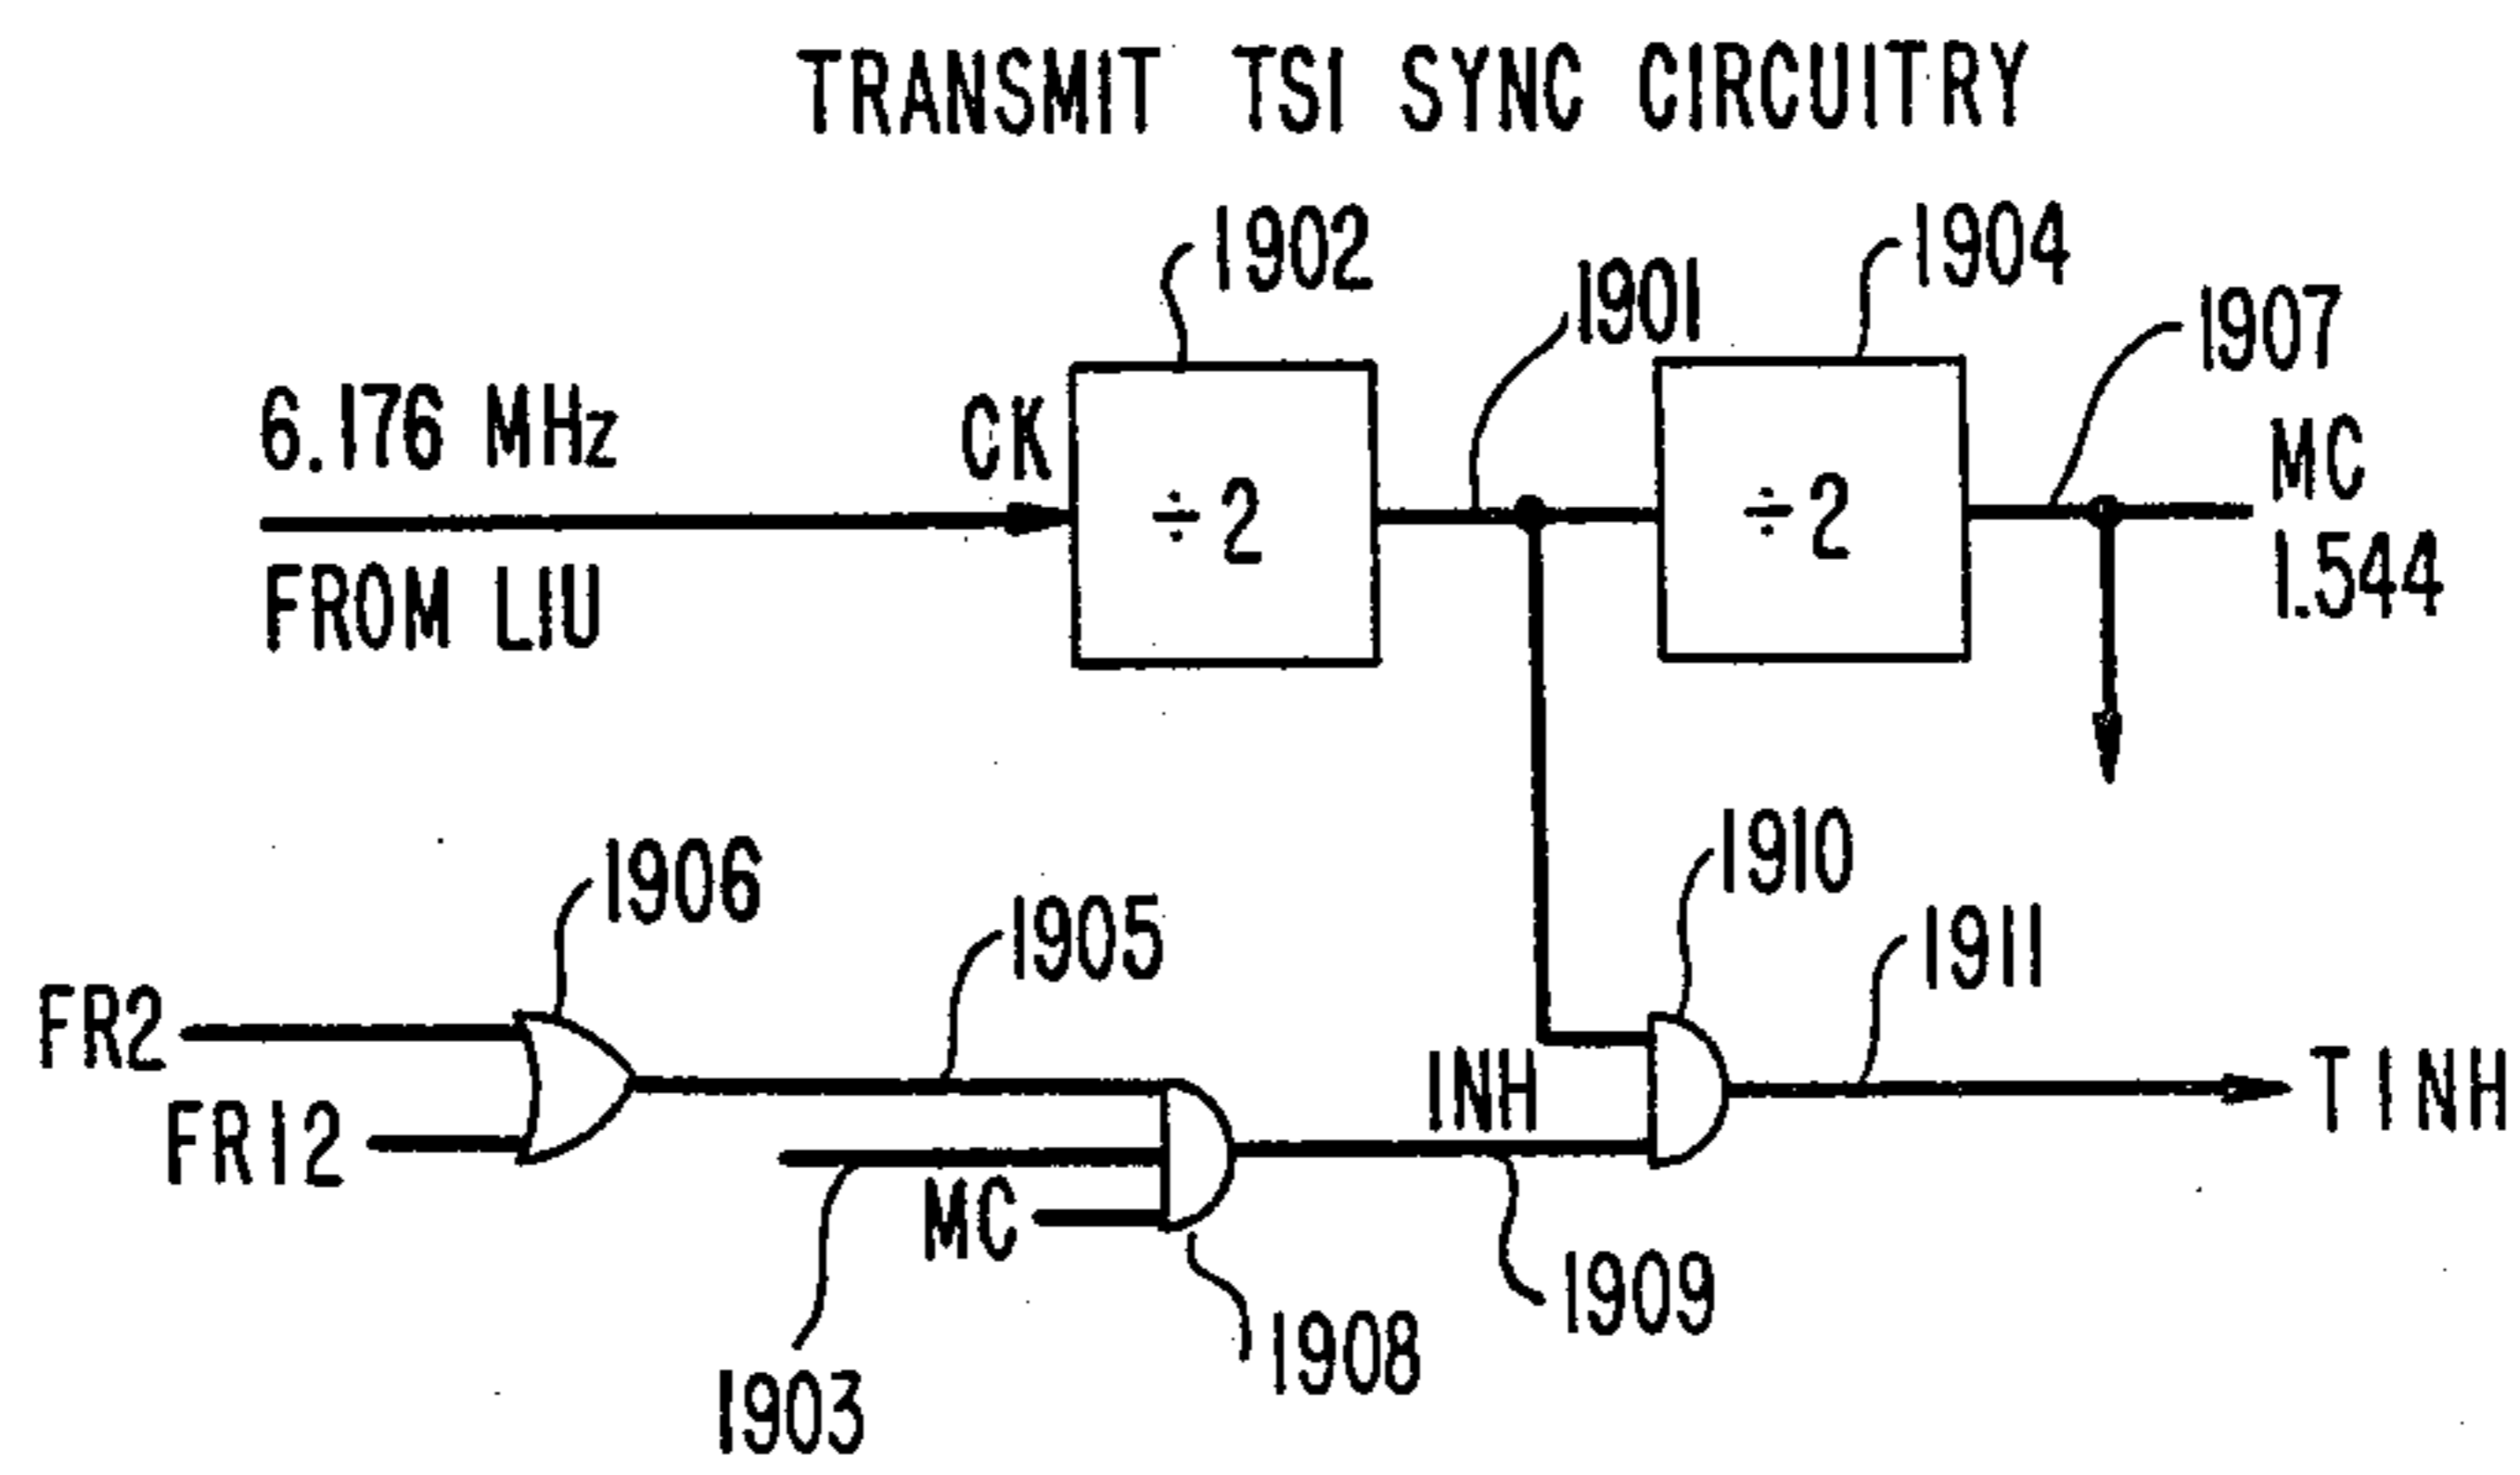 TRANSMIT TSI SYNC CIRCUITRY
1902
1904
1901
1907
6.176 MHz
CK
÷2
÷2
MC
FROM LIU
1.544
1906
1910
1905
1911
FR2
INH
TINH
FR12
MC
1909
1908
1903